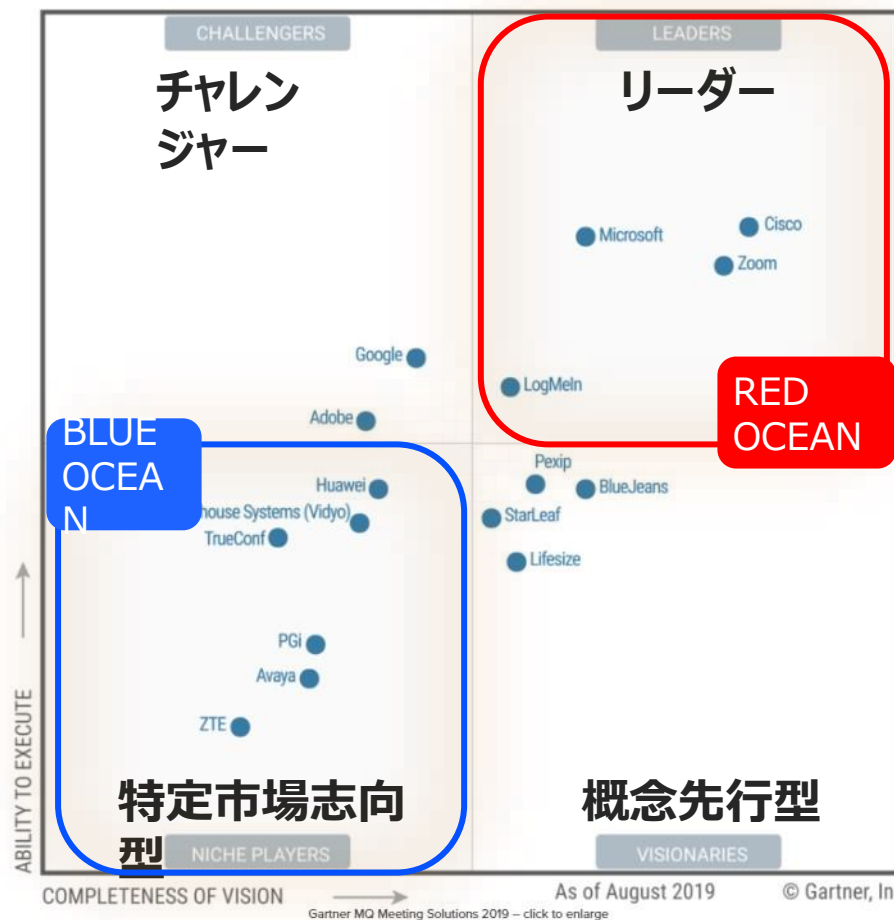 CHALLENGERS
LEADERS
チャレン
ジャー
リーダー
Cisco
Microsoft
Zoom
Google
LogMeIn
RED
OCEAN
Adobe
BLUE
OCEA
N
Pexip
Huawei
BlueJeans
house Systems (Vidyo)
StarLeaf
TrueConf
Lifesize
PGi
Avaya
ZTE
ABILITY TO EXECUTE
特定市場志向
型
概念先行型
NICHE PLAYERS
VISIONARIES
COMPLETENESS OF VISION
As of August 2019
© Gartner, In
Gartner MQ Meeting Solutions 2019 – click to enlarge